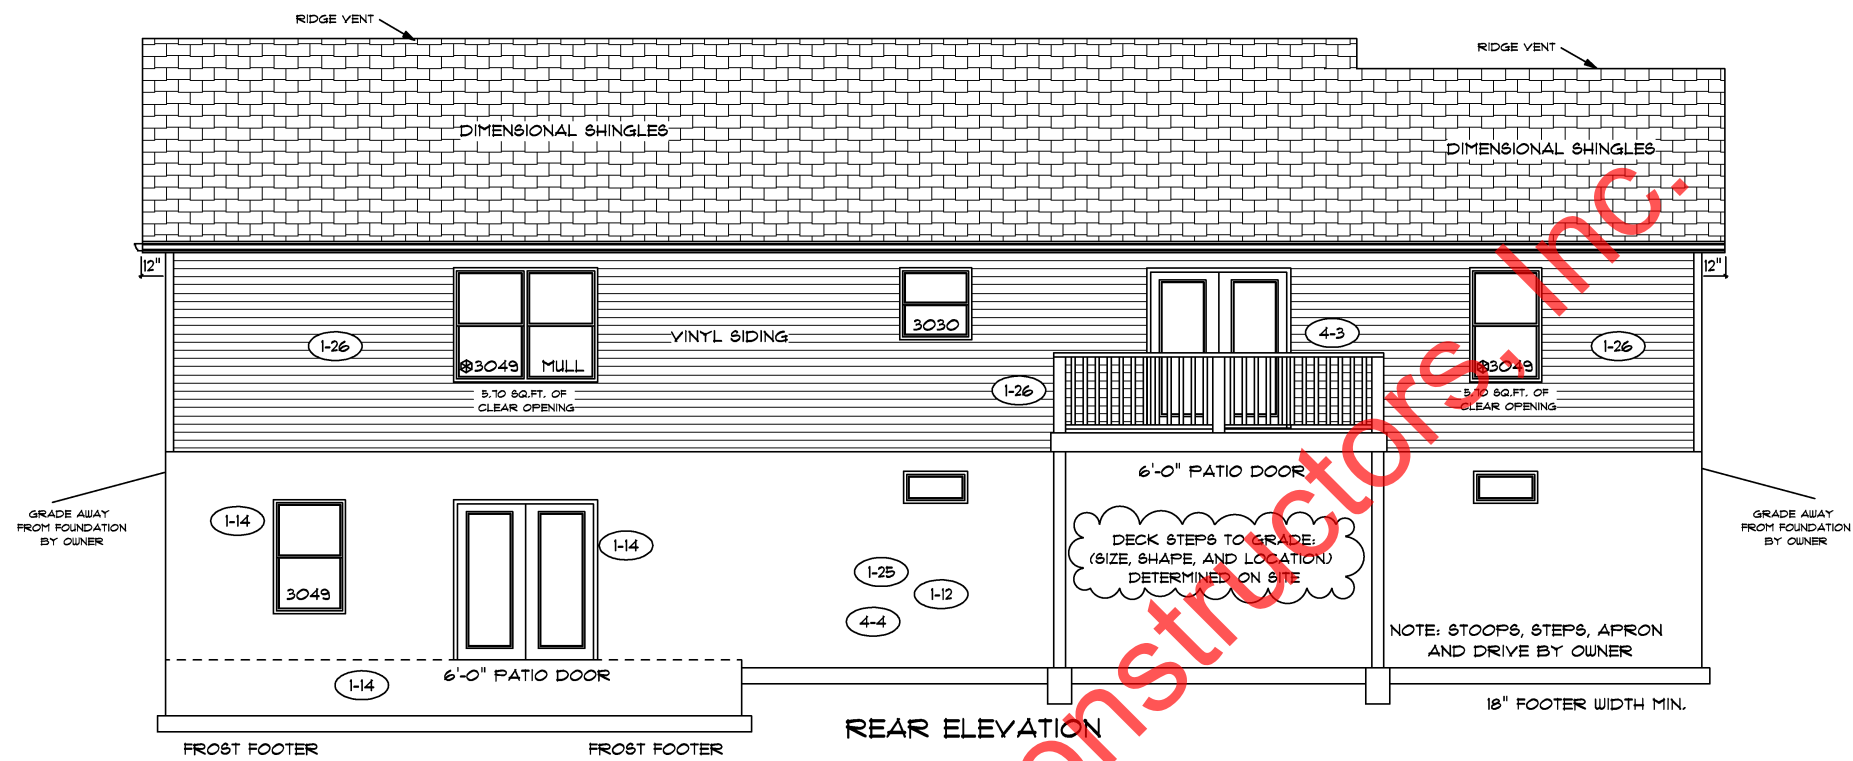 RIDGE VENT
RIDGE VENT
DIMENSIONAL SHINGLES
DIMENSIONAL SHINGLES
12"
12"
3030
VINYL SIDING
4-3
1-26
1-26
3049 MULL
3049
5.70 SQ.FT. OF
CLEAR OPENING
1-26
5.70 SQ.FT. OF
CLEAR OPENING
6'-0" PATIO DOOR
GRADE AWAY
FROM FOUNDATION
BY OWNER
1-14
1-14
GRADE AWAY
FROM FOUNDATION
BY OWNER
DECK STEPS TO GRADE:
(SIZE, SHAPE, AND LOCATION)
DETERMINED ON SITE
3049
1-25
1-12
4-4
NOTE: STOOPS, STEPS, APRON
AND DRIVE BY OWNER
6'-0" PATIO DOOR
1-14
18" FOOTER WIDTH MIN.
REAR ELEVATION
FROST FOOTER
FROST FOOTER
onstructors, Inc.